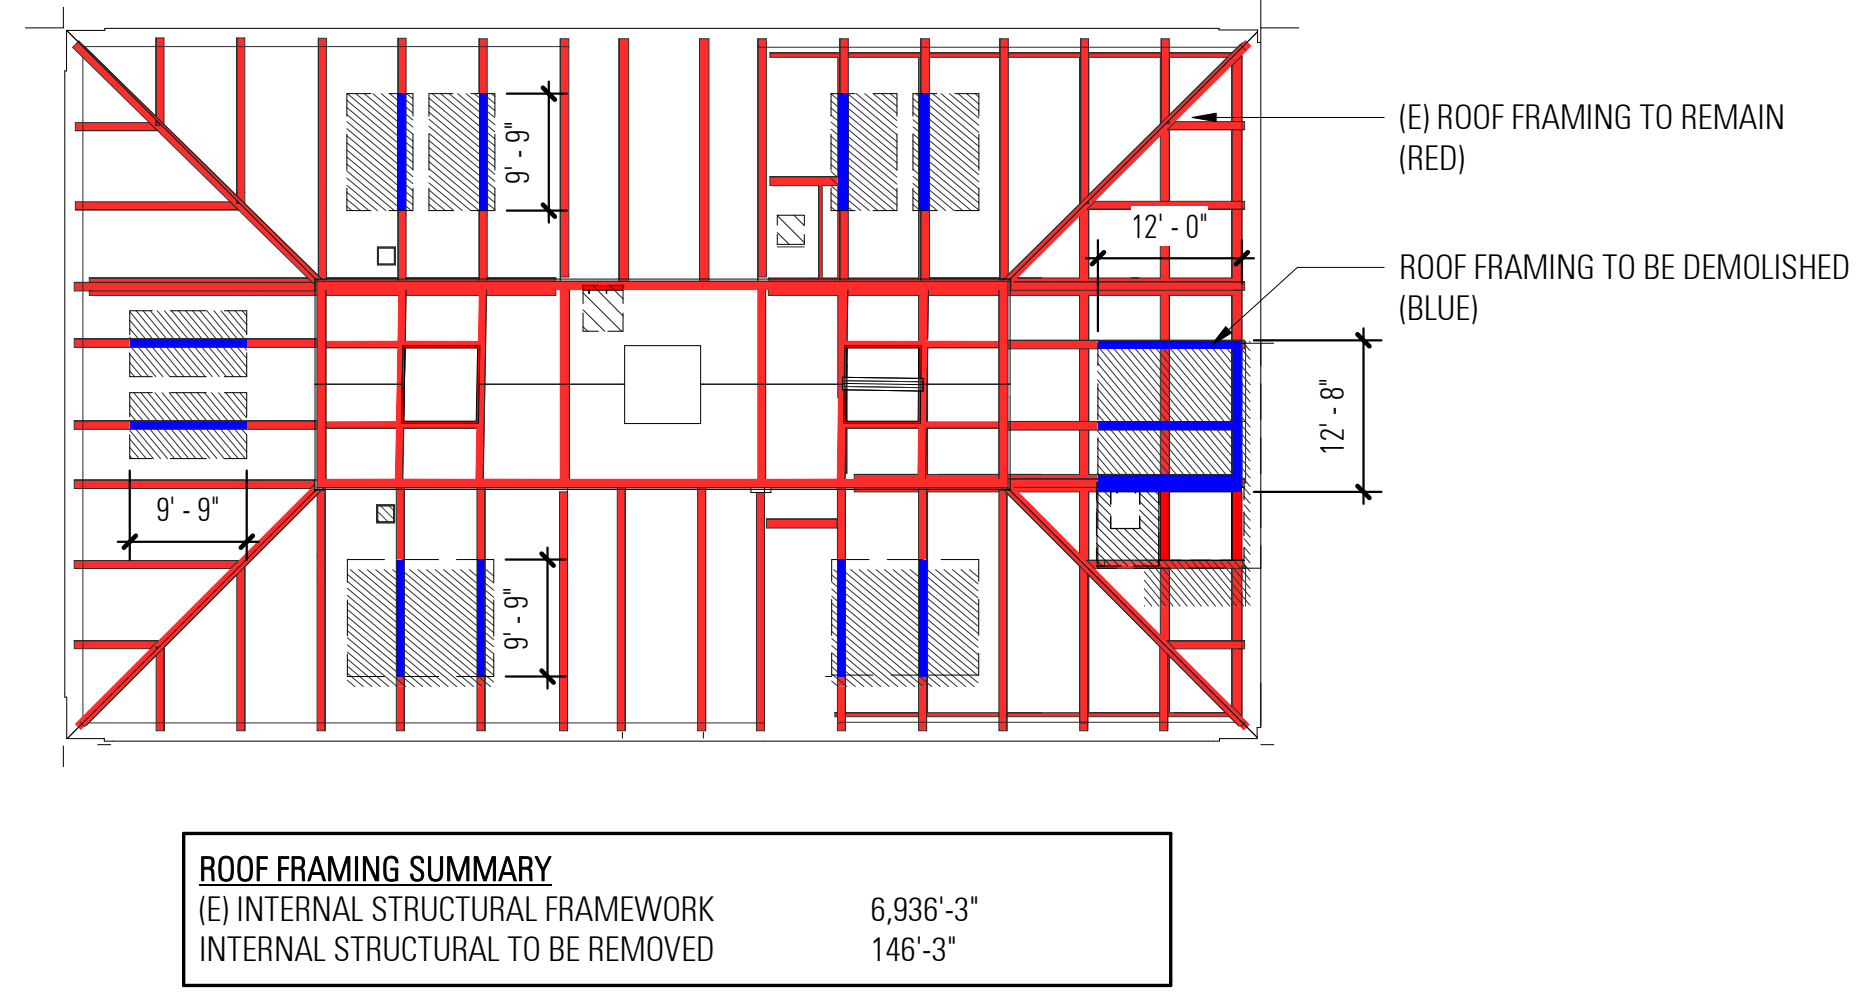 9' - 9"
(E) ROOF FRAMING TO REMAIN
(RED)
12' - 0"
ROOF FRAMING TO BE DEMOLISHED
(BLUE)
12' - 8"
9' - 9"
9' - 9"
ROOF FRAMING SUMMARY
(E) INTERNAL STRUCTURAL FRAMEWORK 6,936'-3"
INTERNAL STRUCTURAL TO BE REMOVED 146'-3"